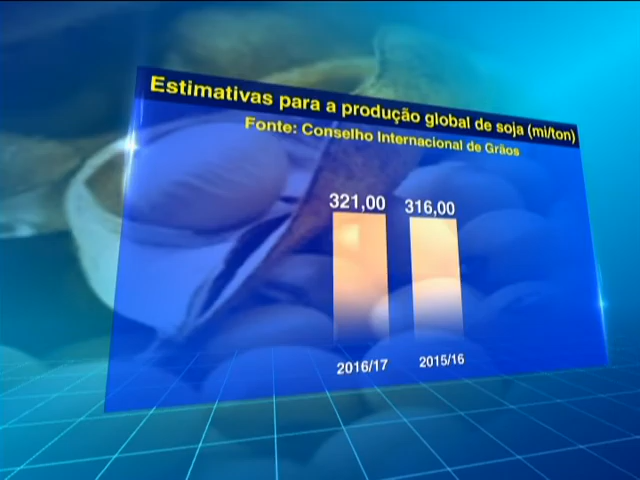 Estimativas para a produção global de soja (mi/ton)
Fonte: Conselho Internacional de Grãos
321,00 316,00
2016/17 2015/16